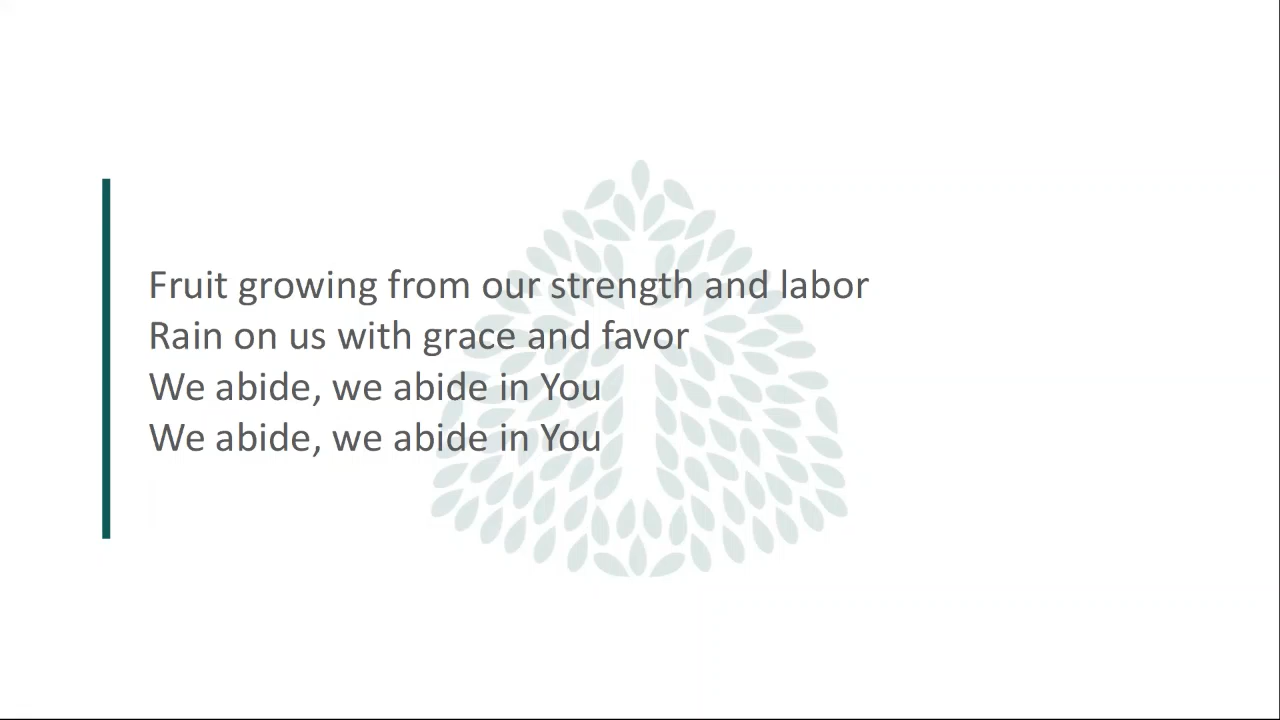 Fruit growing from our strength and labor
Rain on us with grace and favor
We abide, we abide in You
We abide, we abide in You